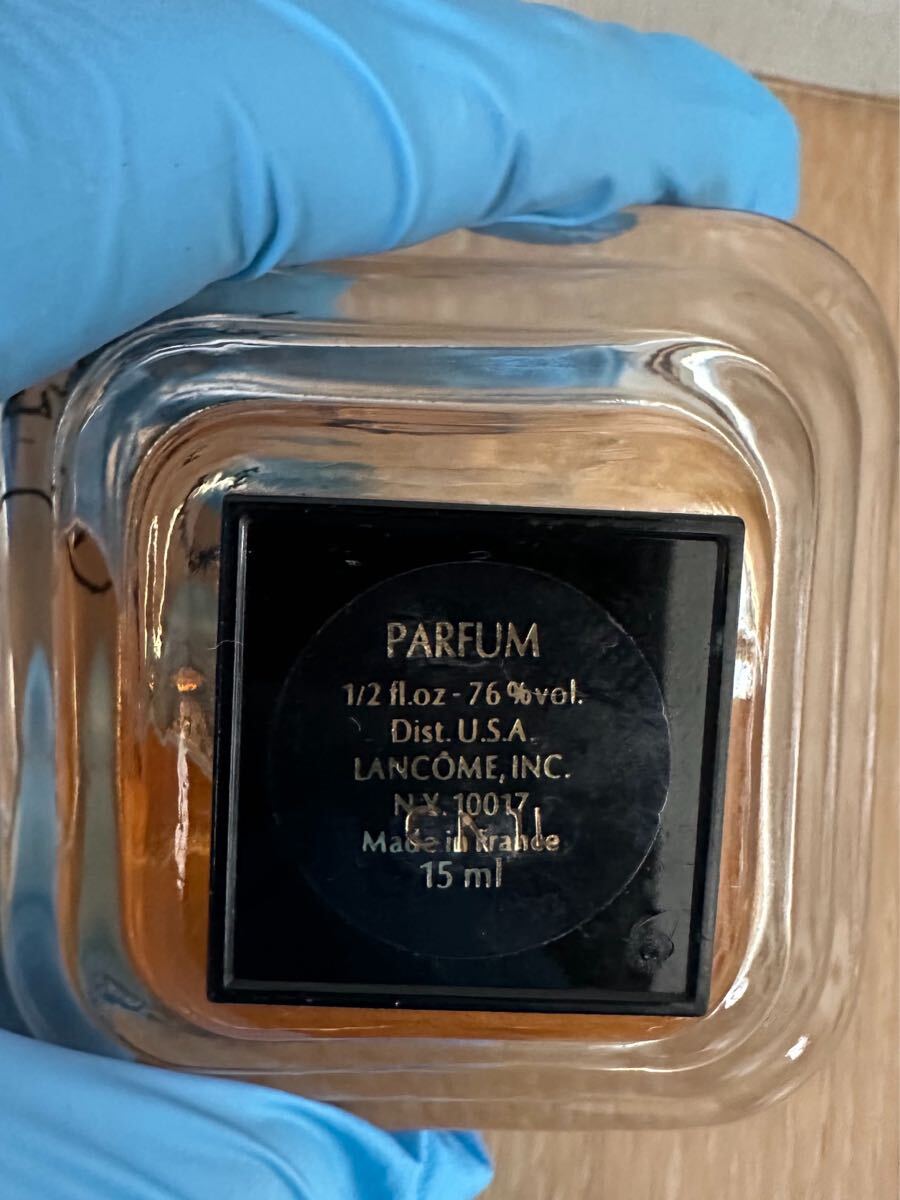 PARFUM
1/2 fl.oz - 76 %vol.
Dist. U.S.A.
LANCÔME, INC.
N.Y. 10017
Made in France
15 ml